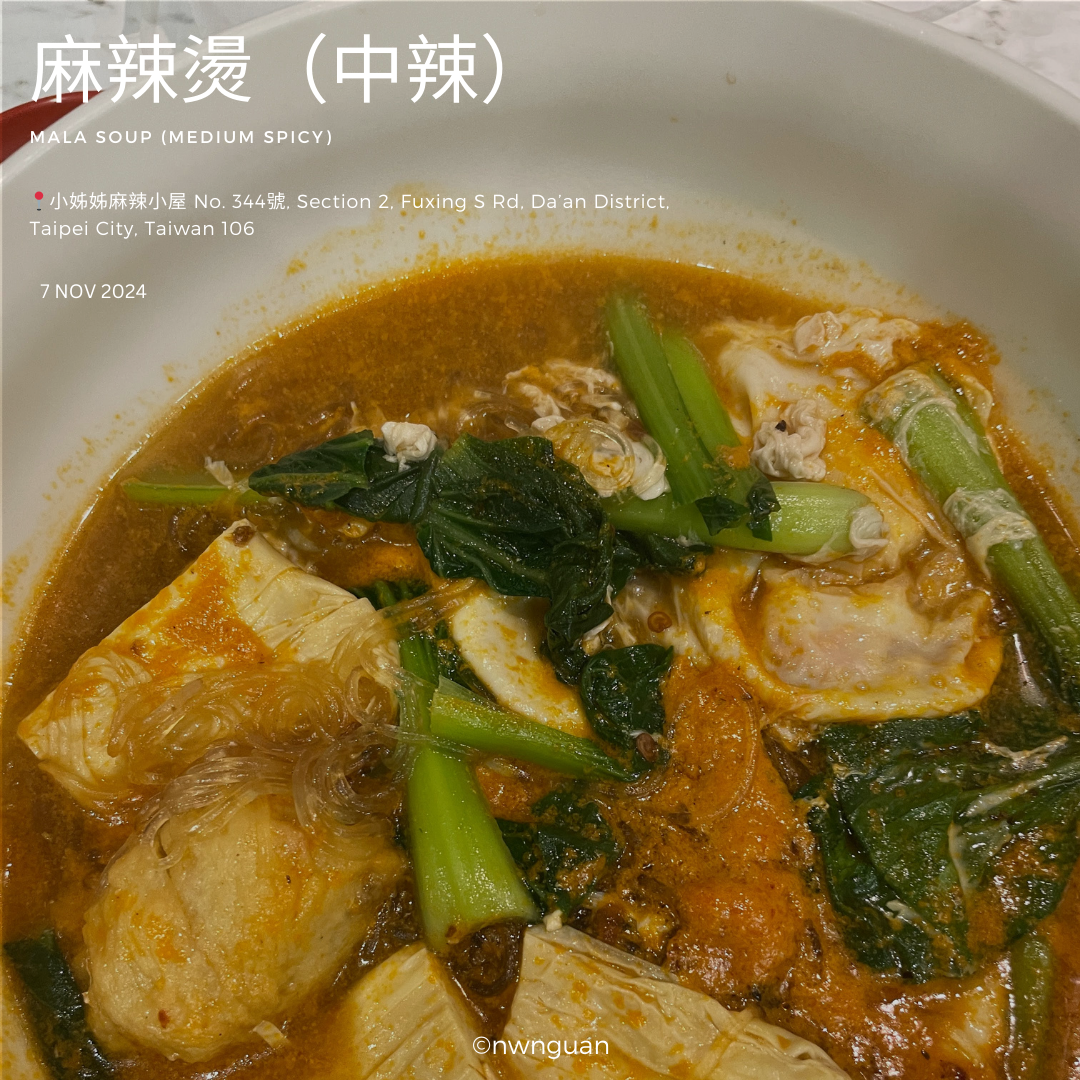 麻辣燙（中辣）
MALA SOUP (MEDIUM SPICY)
📍小姊姊麻辣小屋 No. 344號, Section 2, Fuxing S Rd, Da'an District,
Taipei City, Taiwan 106
7 NOV 2024
©nwnguan